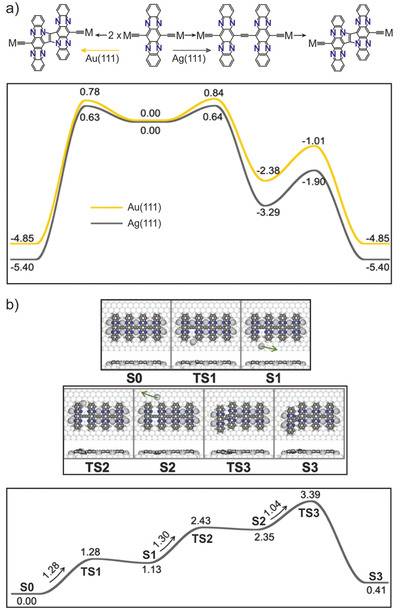 a)
M
M
2 x M
M
M
M
M
M
Au(111)
Ag(111)
0.78
0.63
0.00
0.00
0.84
0.64
-2.38
-3.29
-1.01
-1.90
-4.85
-5.40
-4.85
-5.40
Au(111)
Ag(111)
b)
S0 TS1 S1
TS2 S2 TS3 S3
S0
0.00
1.28
1.28
TS1
S1
1.13
1.30
2.43
TS2
S2
2.35
1.04
3.39
TS3
S3
0.41